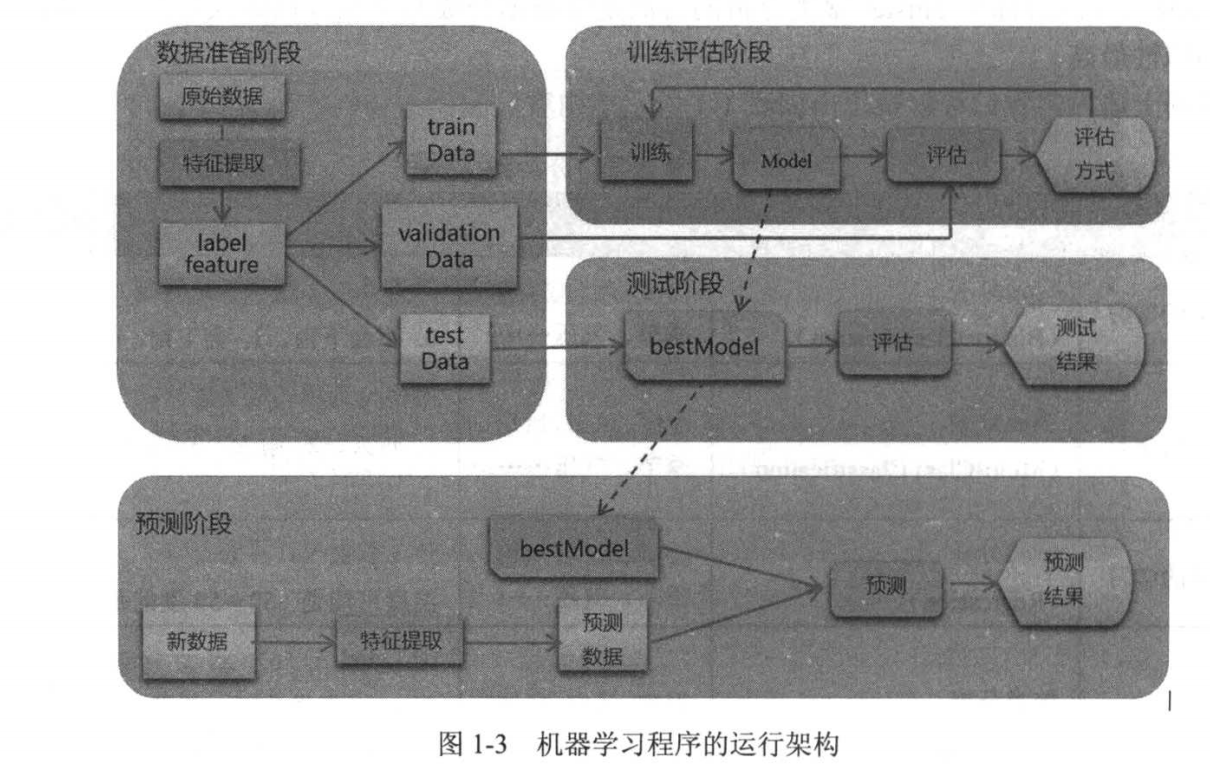 数据准备阶段
原始数据
特征提取
label
feature
train
Data
validation
Data
test
Data
训练评估阶段
训练
Model
评估
评估
方式
测试阶段
bestModel
评估
测试
结果
预测阶段
bestModel
新数据
特征提取
预测
数据
预测
预测
结果
图 1-3 机器学习程序的运行架构